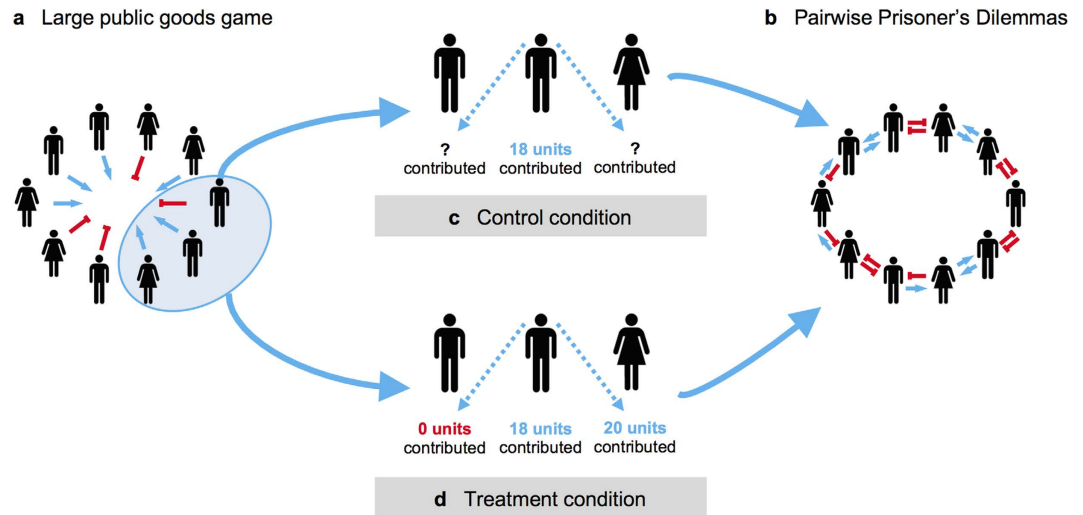 a Large public goods game
b Pairwise Prisoner's Dilemmas
? 18 units ?
contributed contributed contributed
c Control condition
0 units 18 units 20 units
contributed contributed contributed
d Treatment condition